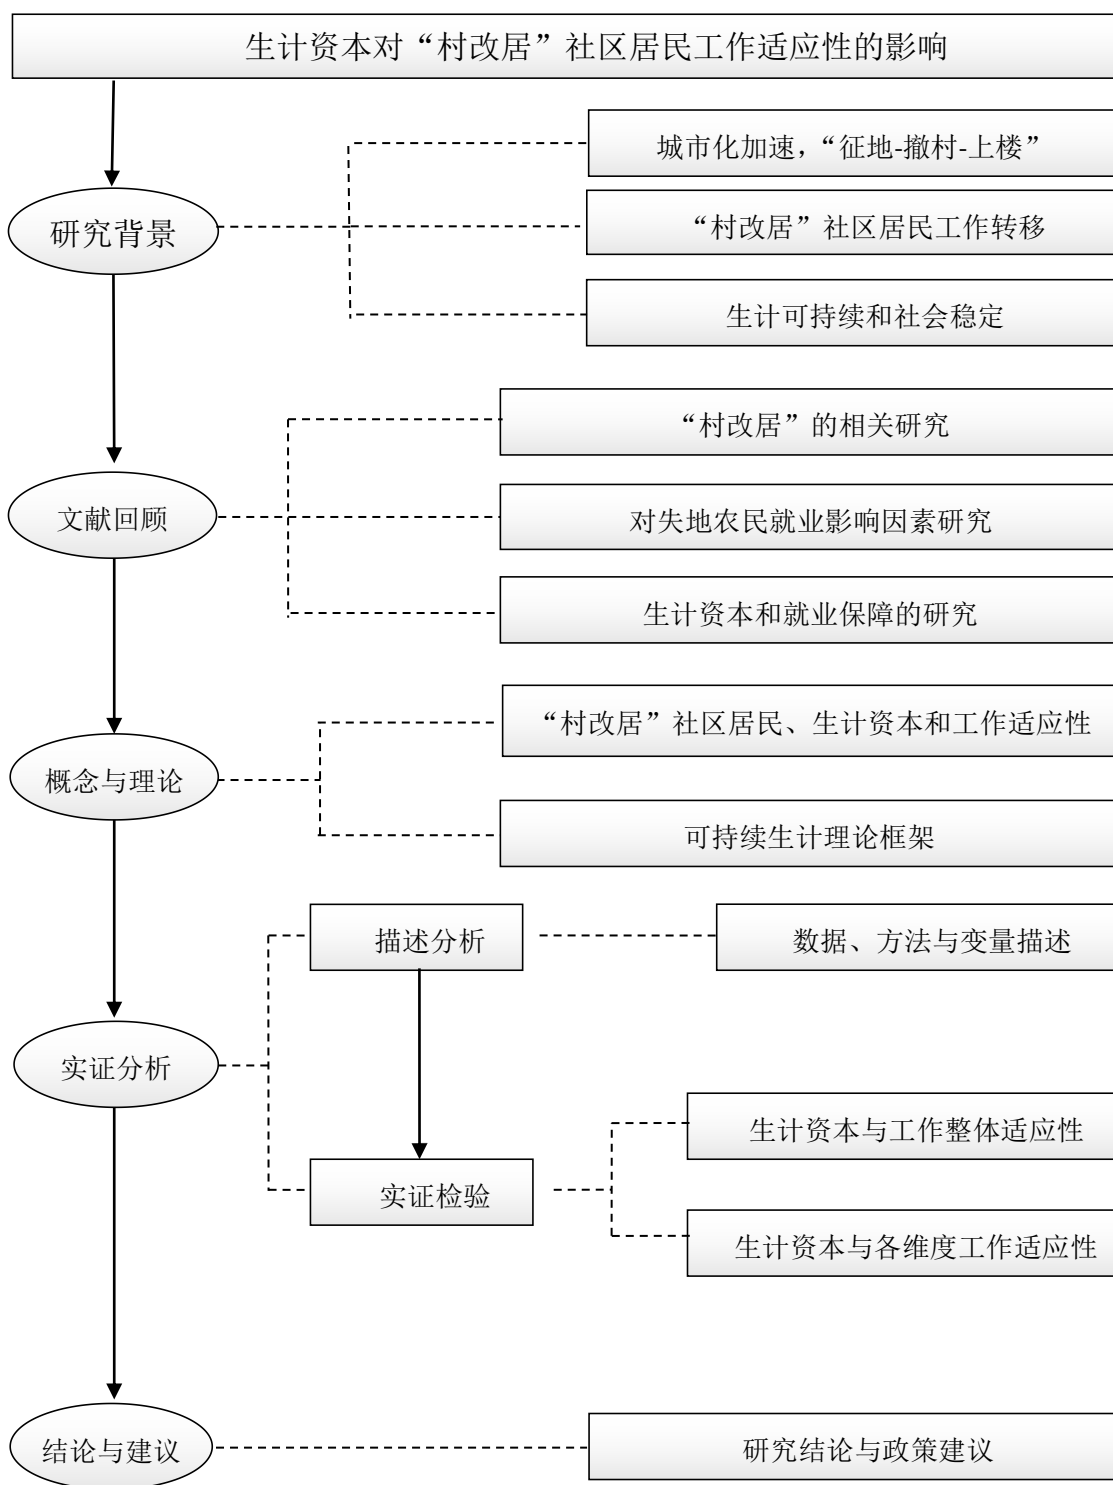 生计资本对“村改居”社区居民工作适应性的影响
城市化加速，“征地-撤村-上楼”
研究背景
“村改居”社区居民工作转移
生计可持续和社会稳定
“村改居”的相关研究
文献回顾
对失地农民就业影响因素研究
生计资本和就业保障的研究
“村改居”社区居民、生计资本和工作适应性
概念与理论
可持续生计理论框架
描述分析
数据、方法与变量描述
实证分析
生计资本与工作整体适应性
实证检验
生计资本与各维度工作适应性
结论与建议
研究结论与政策建议